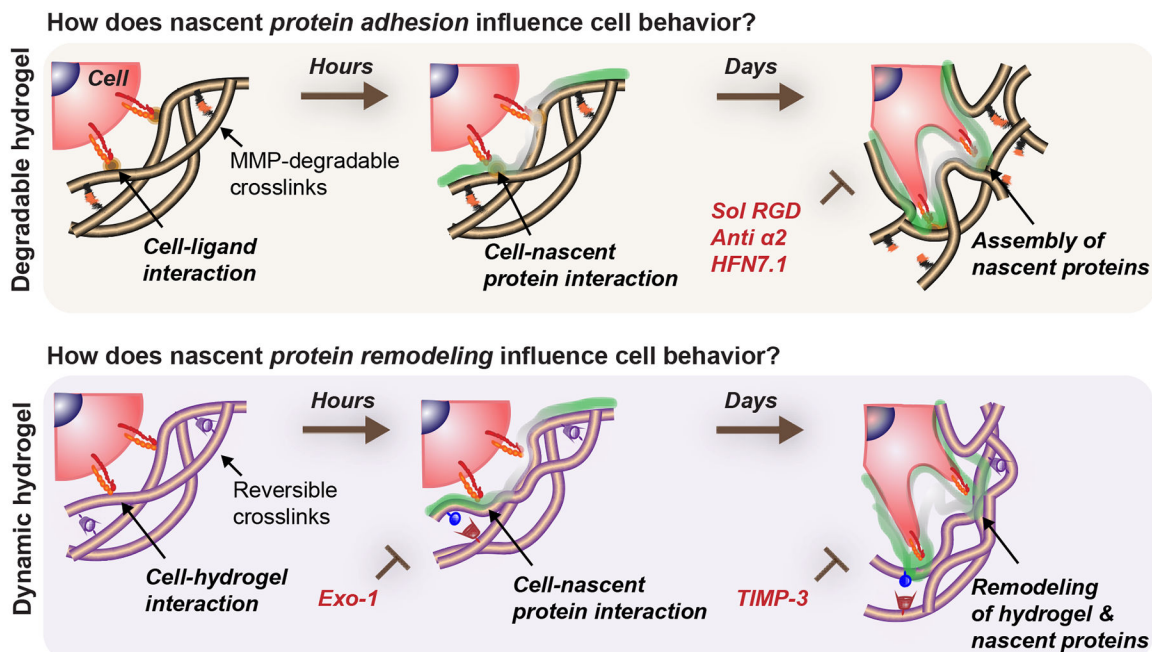 How does nascent protein adhesion influence cell behavior?
Degradable hydrogel
Cell
Hours
Days
MMP-degradable
crosslinks
Cell-ligand
interaction
Cell-nascent
protein interaction
Sol RGD
Anti α2
HFN7.1
Assembly of
nascent proteins
How does nascent protein remodeling influence cell behavior?
Dynamic hydrogel
Hours
Days
Reversible
crosslinks
Cell-hydrogel
interaction
Exo-1
Cell-nascent
protein interaction
TIMP-3
Remodeling
of hydrogel &
nascent proteins